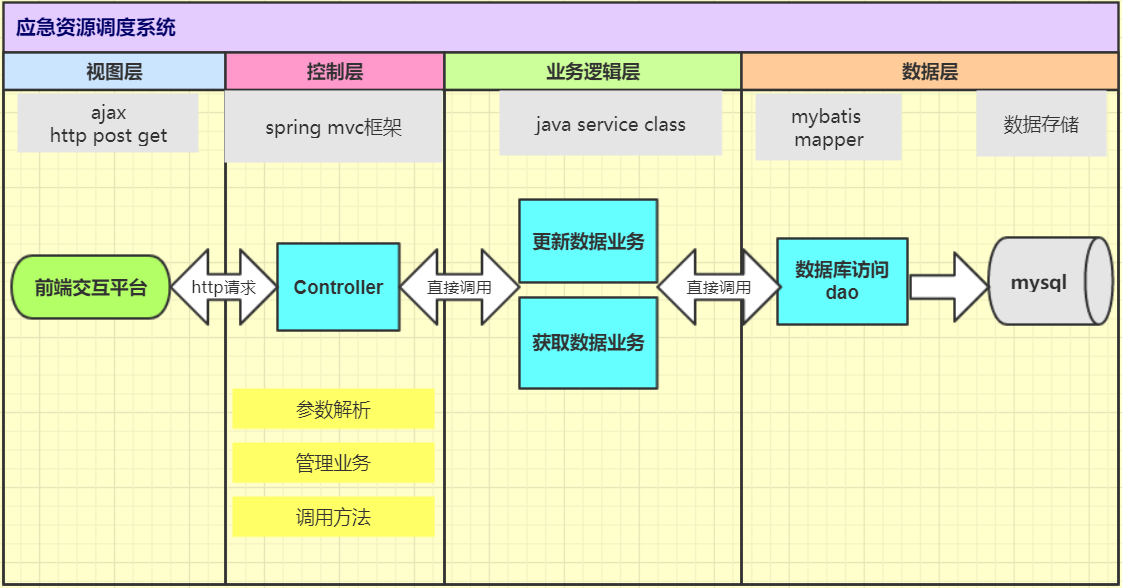 应急资源调度系统
视图层
控制层
业务逻辑层
数据层
ajax
http post get
spring mvc框架
java service class
mybatis
mapper
数据存储
前端交互平台
http请求
Controller
直接调用
更新数据业务
获取数据业务
直接调用
数据库访问
dao
mysql
参数解析
管理业务
调用方法